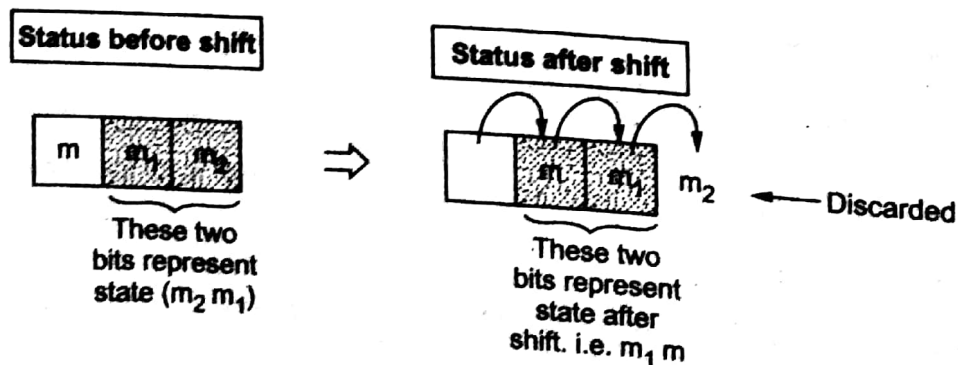 Status before shift
Status after shift
m m₁ m₂
⇒
m m₁ m₂
Discarded
These two
bits represent
state (m₂ m₁)
These two
bits represent
state after
shift. i.e. m₁ m